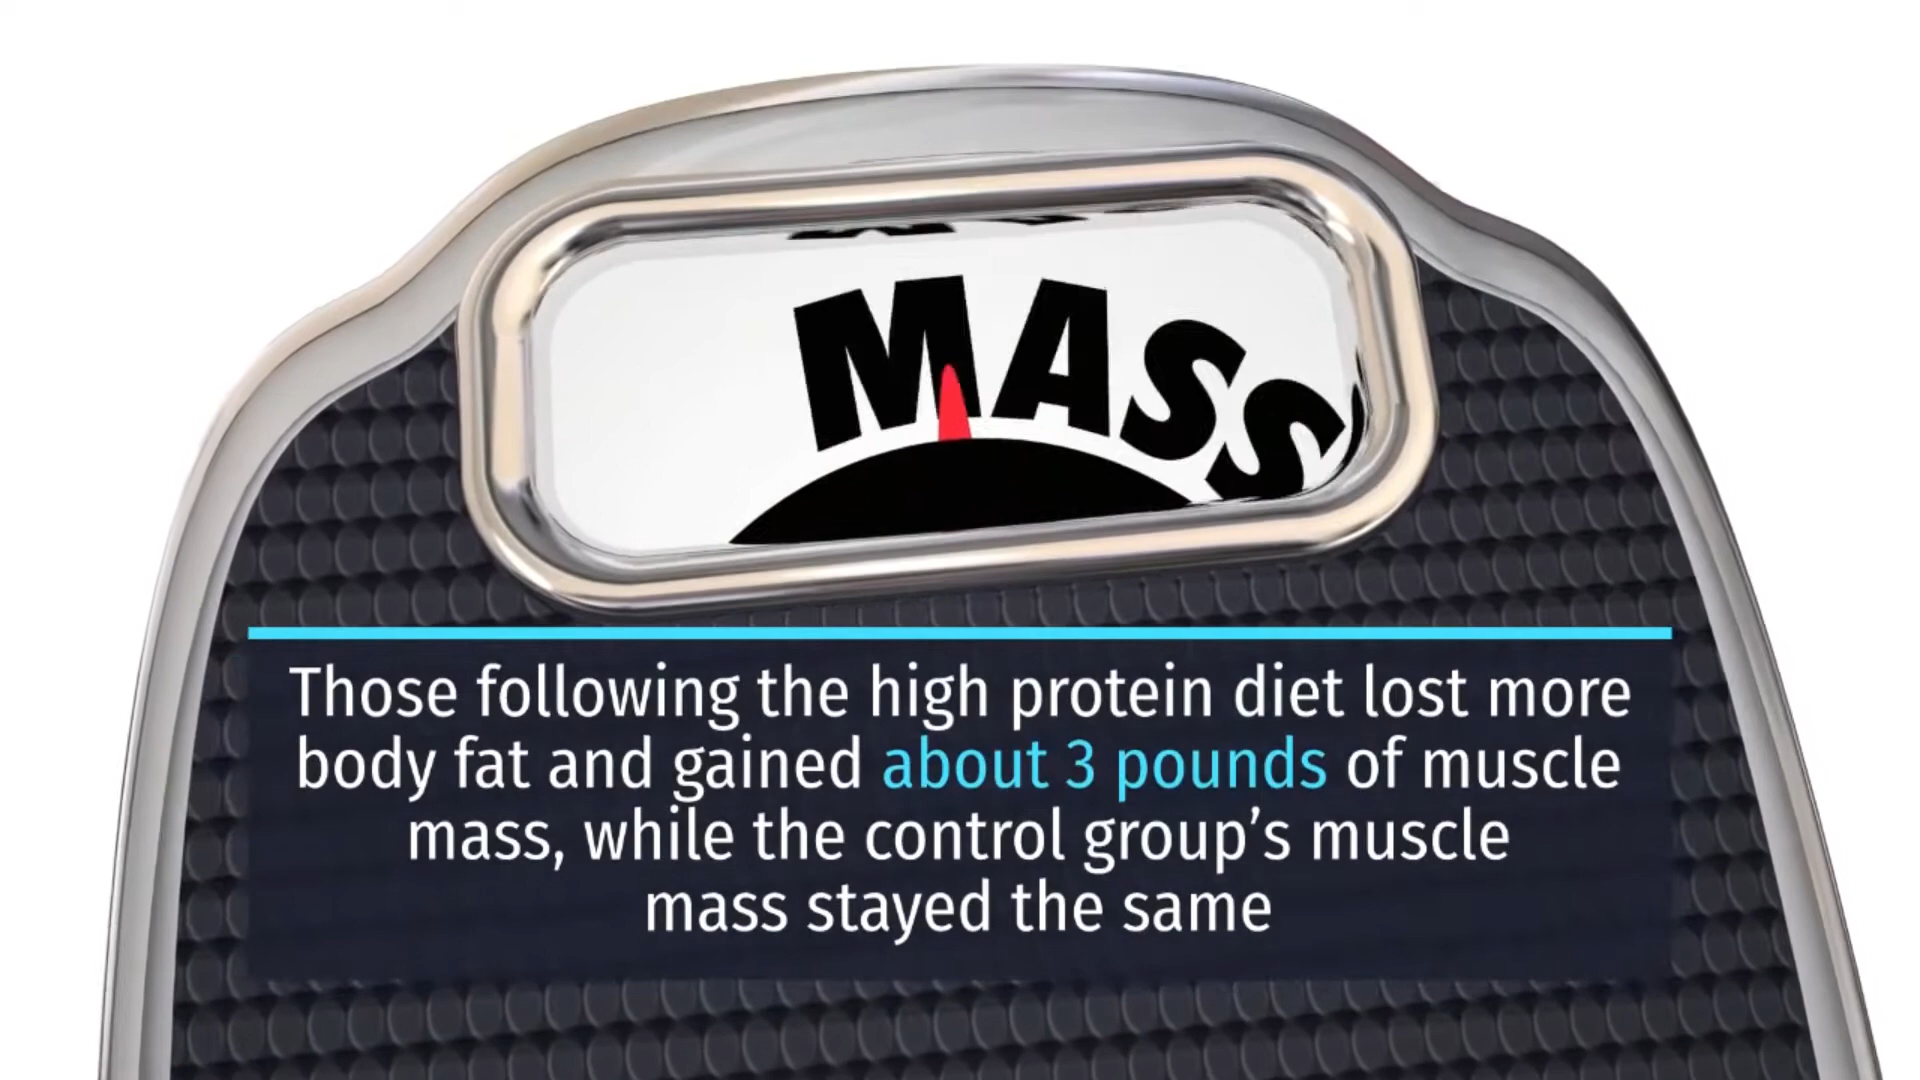 MASS
Those following the high protein diet lost more
body fat and gained about 3 pounds of muscle
mass, while the control group’s muscle
mass stayed the same